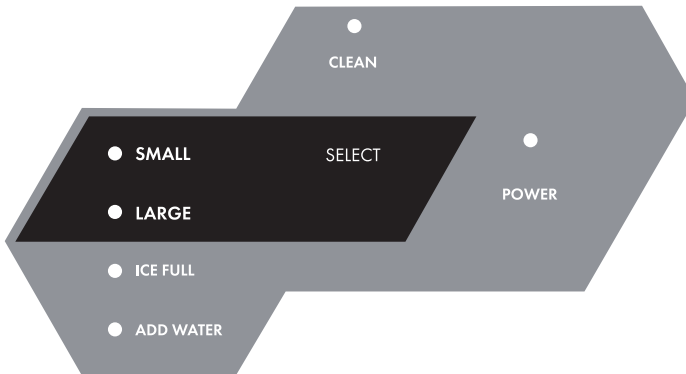 CLEAN
SMALL
SELECT
LARGE
POWER
ICE FULL
ADD WATER